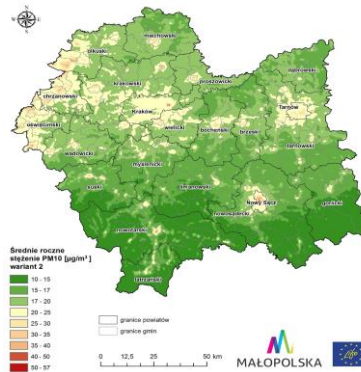 N
miechowski
olkuski
dąbrowski
proszowicki
krakowski
chrzanowski
Kraków
Tarnów
oświęcimski
wielicki
bocheński
brzeski
tarnowski
wadowicki
myślenicki
suski
limanowski
Nowy Sącz
gorlicki
nowosądecki
nowotarski
tatrzański
Średnie roczne
stężenie PM10 [µg/m³]
wariant 2
10 - 15
15 - 17
17 - 20
20 - 25
25 - 30
30 - 35
35 - 40
40 - 50
50 - 57
granice powiatów
granice gmin
0 12,5 25 50 km
MAŁOPOLSKA